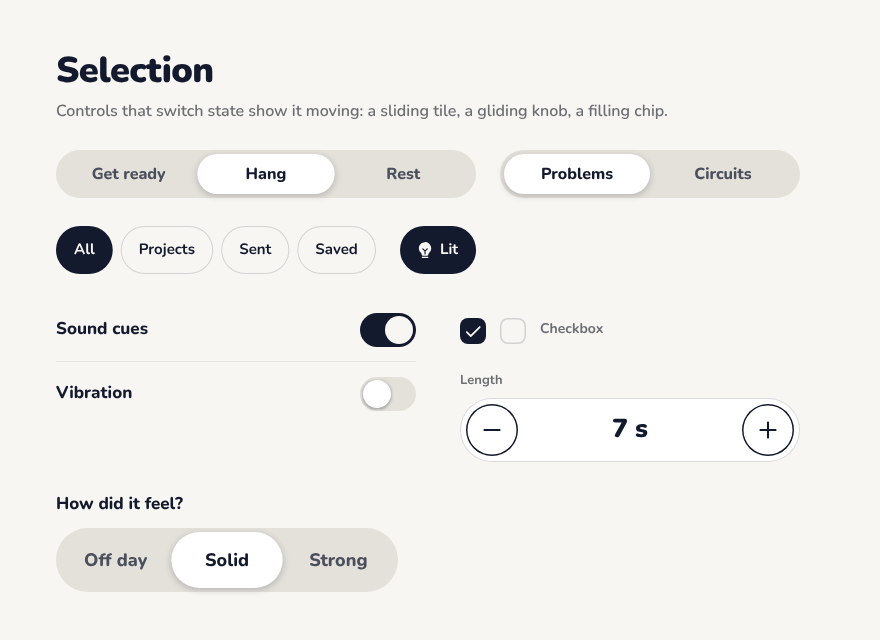 Selection
Controls that switch state show it moving: a sliding tile, a gliding knob, a filling chip.
Get ready Hang Rest Problems Circuits
All Projects Sent Saved Lit
Sound cues Checkbox
Length
Vibration
7 s
How did it feel?
Off day Solid Strong